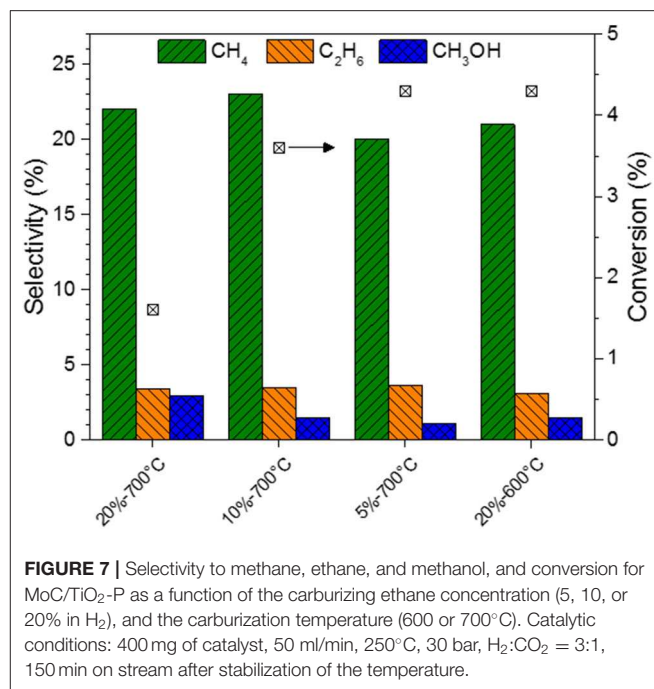 CH₄ C₂H₆ CH₃OH
Selectivity (%)
25
20
15
10
5
0
Conversion (%)
5
4
3
2
1
0
20%-700°C
10%-700°C
5%-700°C
20%-600°C
FIGURE 7 | Selectivity to methane, ethane, and methanol, and conversion for
MoC/TiO₂-P as a function of the carburizing ethane concentration (5, 10, or
20% in H₂), and the carburization temperature (600 or 700°C). Catalytic
conditions: 400 mg of catalyst, 50 ml/min, 250°C, 30 bar, H₂:CO₂ = 3:1,
150 min on stream after stabilization of the temperature.